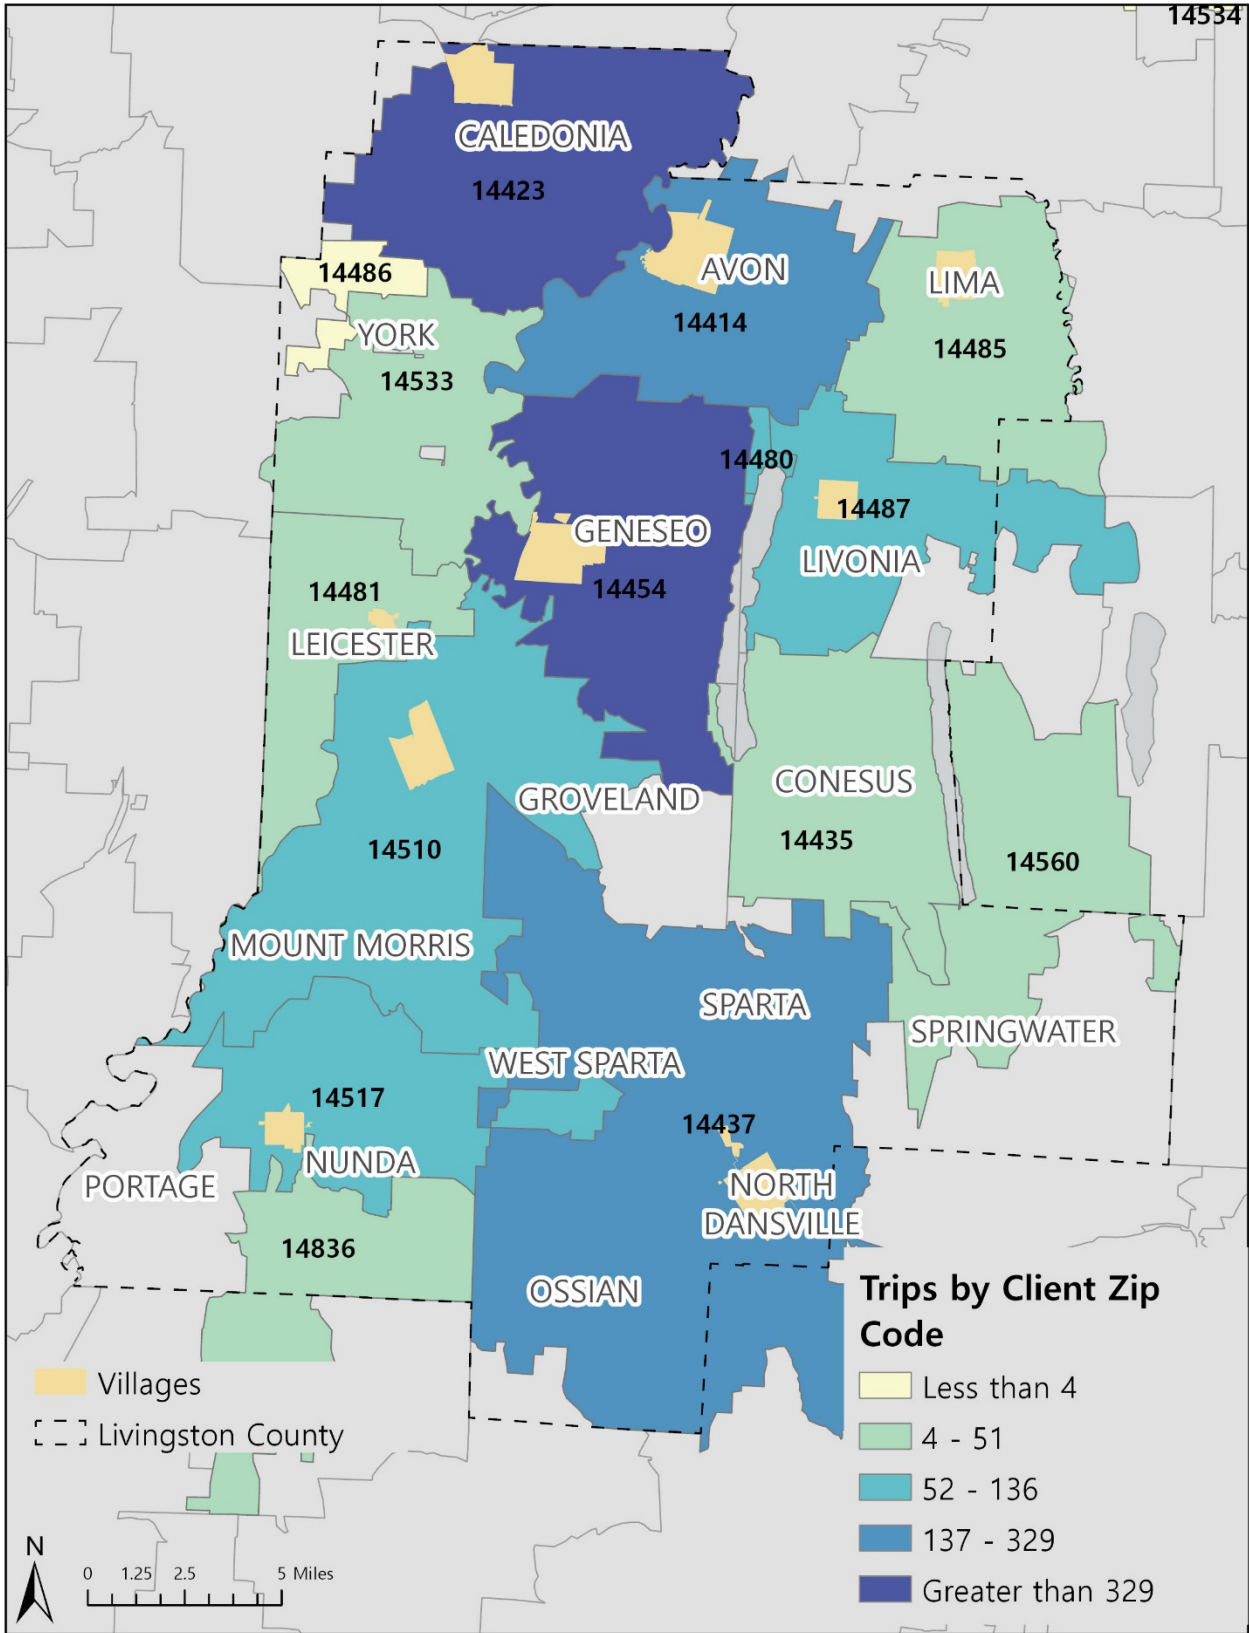 14534
CALEDONIA
14423
14486
AVON
LIMA
YORK
14414
14485
14533
14480
14487
GENESEO
LIVONIA
14481
14454
LEICESTER
CONESUS
GROVELAND
14510
14435
14560
MOUNT MORRIS
SPARTA
SPRINGWATER
WEST SPARTA
14517
14437
NUNDA
PORTAGE
NORTH
DANSVILLE
14836
OSSIAN
Trips by Client Zip
Code
Less than 4
4 - 51
52 - 136
137 - 329
Greater than 329
Villages
Livingston County
N
0 1.25 2.5 5 Miles